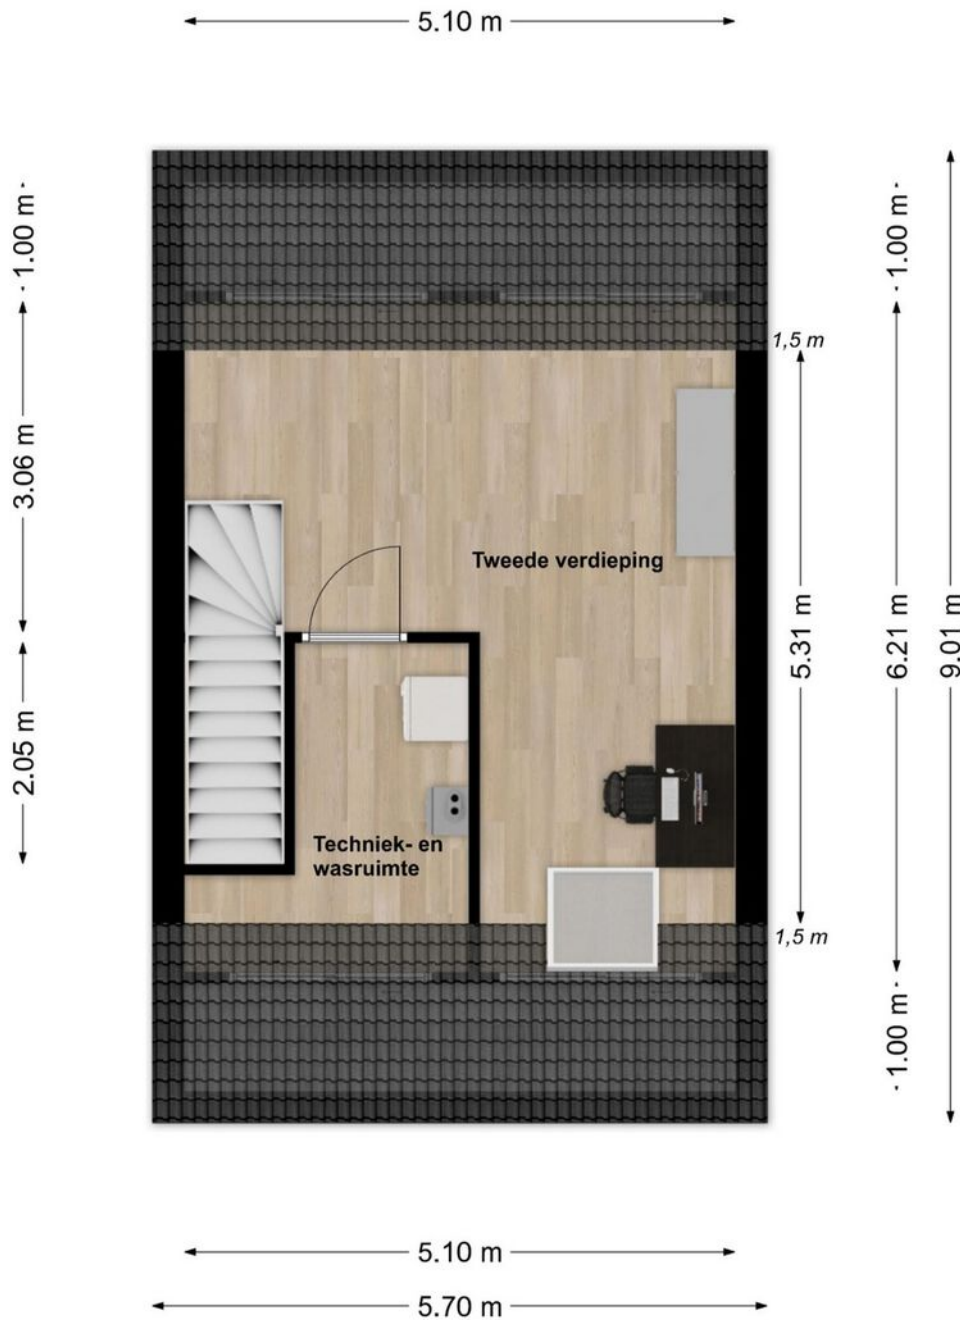 5.10 m
1.00 m
1.00 m
1,5 m
3.06 m
Tweede verdieping
5.31 m
6.21 m
9.01 m
2.05 m
Techniek- en
wasruimte
1,5 m
1.00 m
5.10 m
5.70 m